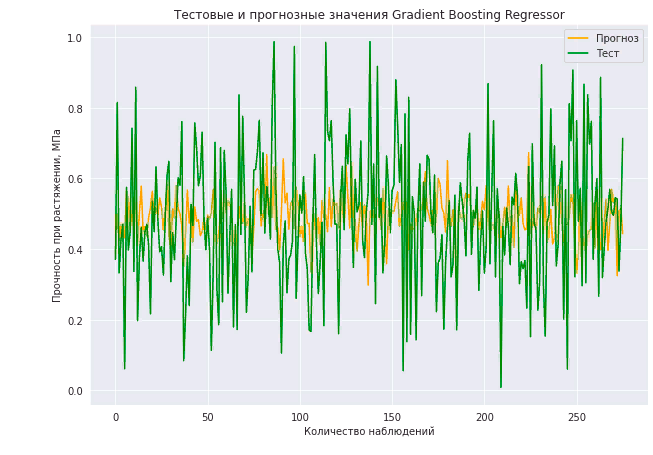 Тестовые и прогнозные значения Gradient Boosting Regressor
Прогноз
Тест
Прочность при растяжении, МПа
1.0
0.8
0.6
0.4
0.2
0.0
0 50 100 150 200 250
Количество наблюдений